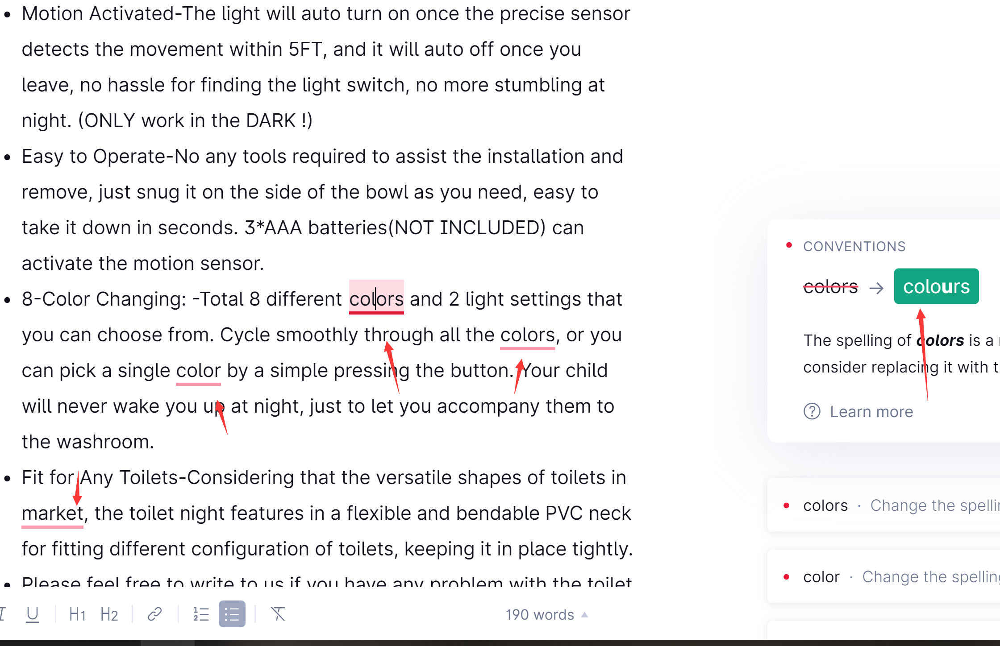 Motion Activated-The light will auto turn on once the precise sensor
detects the movement within 5FT, and it will auto off once you
leave, no hassle for finding the light switch, no more stumbling at
night. (ONLY work in the DARK !)
Easy to Operate-No any tools required to assist the installation and
remove, just snug it on the side of the bowl as you need, easy to
take it down in seconds. 3*AAA batteries(NOT INCLUDED) can
activate the motion sensor.
8-Color Changing: -Total 8 different colors and 2 light settings that
you can choose from. Cycle smoothly through all the colors, or you
can pick a single color by a simple pressing the button. Your child
will never wake you up at night, just to let you accompany them to
the washroom.
Fit for Any Toilets-Considering that the versatile shapes of toilets in
market, the toilet night features in a flexible and bendable PVC neck
for fitting different configuration of toilets, keeping it in place tightly.
Please feel free to write to us if you have any problem with the toilet
U H1 H2
190 words
CONVENTIONS
colors → colours
The spelling of colors is a
consider replacing it with
Learn more
colors · Change the
color · Change the